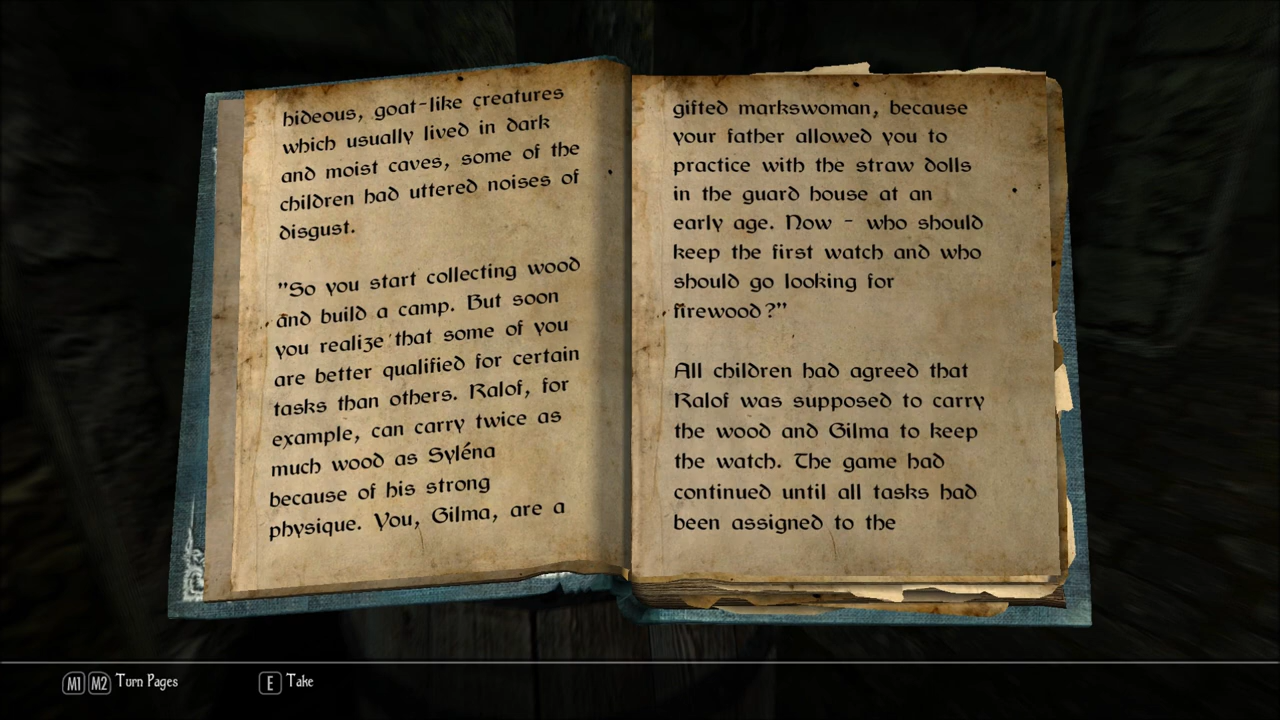 hideous, goat-like creatures
which usually lived in dark
and moist caves, some of the
children had uttered noises of
disgust.
"So you start collecting wood
and build a camp. But soon
you realize that some of you
are better qualified for certain
tasks than others. Ralof, for
example, can carry twice as
much wood as Syléna
because of his strong
physique. You, Gilma, are a
gifted markswoman, because
your father allowed you to
practice with the straw dolls
in the guard house at an
early age. Now - who should
keep the first watch and who
should go looking for
firewood?"
All children had agreed that
Ralof was supposed to carry
the wood and Gilma to keep
the watch. The game had
continued until all tasks had
been assigned to the
M1 M2 Turn Pages
E Take